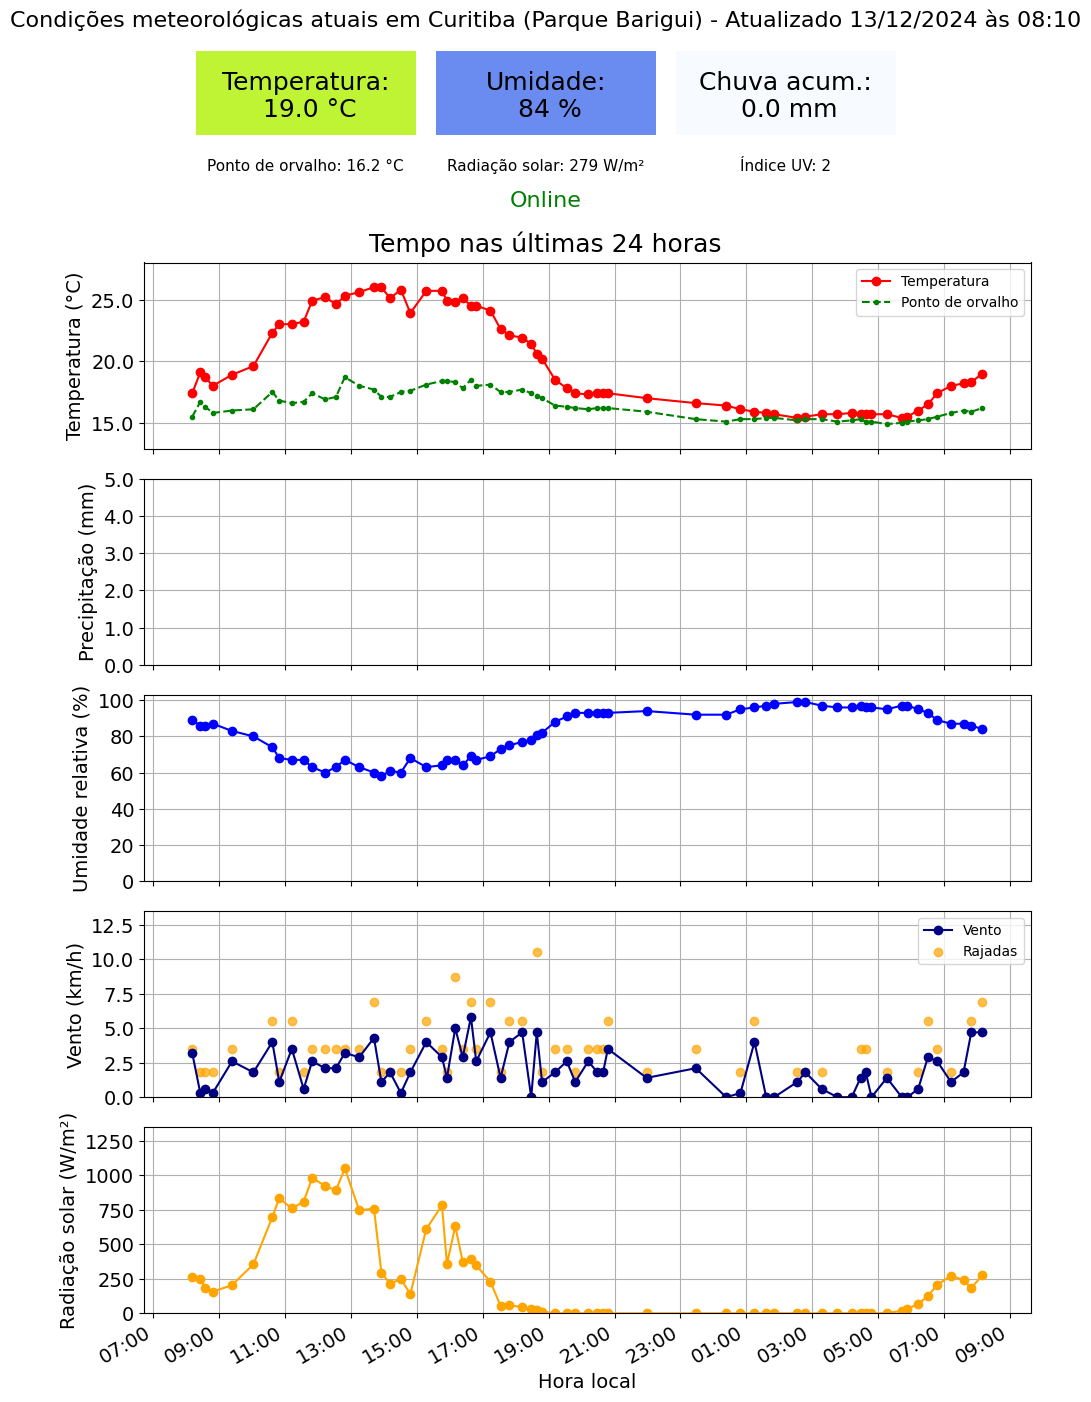 Condições meteorológicas atuais em Curitiba (Parque Barigui) - Atualizado 13/12/2024 às 08:10
Temperatura:
19.0 °C
Umidade:
84 %
Chuva acum.:
0.0 mm
Ponto de orvalho: 16.2 °C
Radiação solar: 279 W/m²
Índice UV: 2
Online
Tempo nas últimas 24 horas
Temperatura (°C)
25.0
20.0
15.0
Temperatura
Ponto de orvalho
Precipitação (mm)
5.0
4.0
3.0
2.0
1.0
0.0
Umidade relativa (%)
100
80
60
40
20
0
Vento (km/h)
12.5
10.0
7.5
5.0
2.5
0.0
Vento
Rajadas
Radiação solar (W/m²)
1250
1000
750
500
250
0
07:00
09:00
11:00
13:00
15:00
17:00
19:00
21:00
23:00
01:00
03:00
05:00
07:00
09:00
Hora local